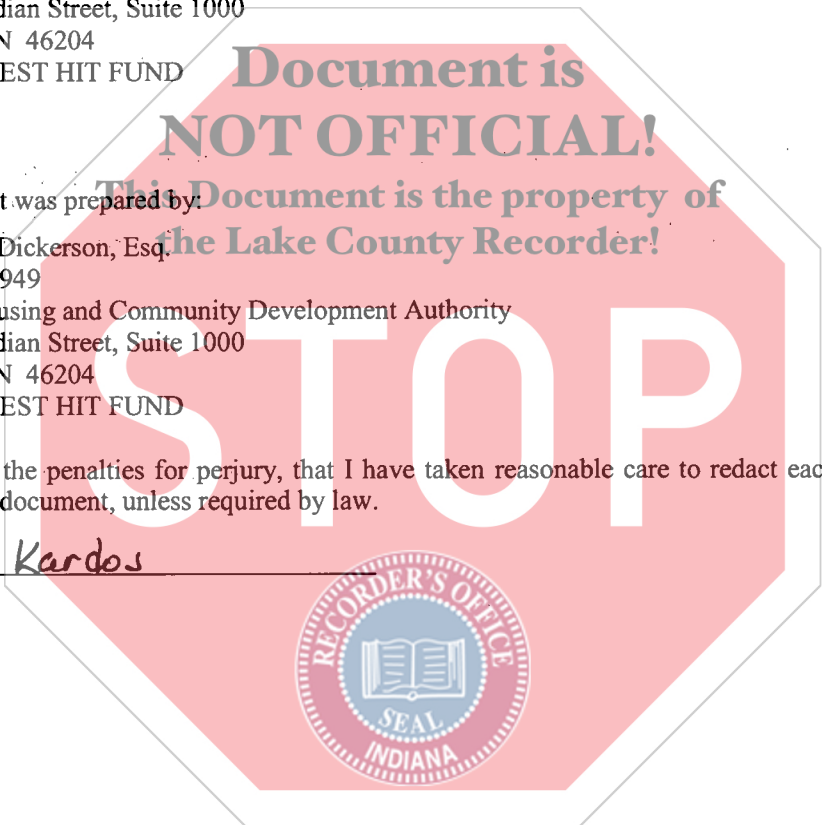 dian Street, Suite 1000
N 46204
EST HIT FUND
Document is
NOT OFFICIAL!
This Document is the property of
the Lake County Recorder!
t was prepared by:
Dickerson, Esq.
949
using and Community Development Authority
dian Street, Suite 1000
N 46204
EST HIT FUND
STOP
the penalties for perjury, that I have taken reasonable care to redact eac
document, unless required by law.
Kardos
RECORDER'S OFFICE
SEAL
INDIANA